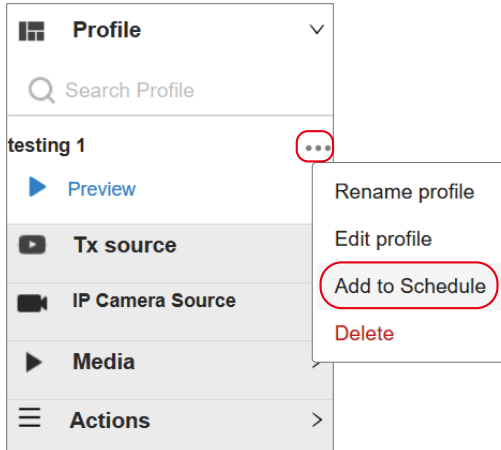 Profile
Search Profile
testing 1
Preview
Tx source
IP Camera Source
Media
Actions
Rename profile
Edit profile
Add to Schedule
Delete